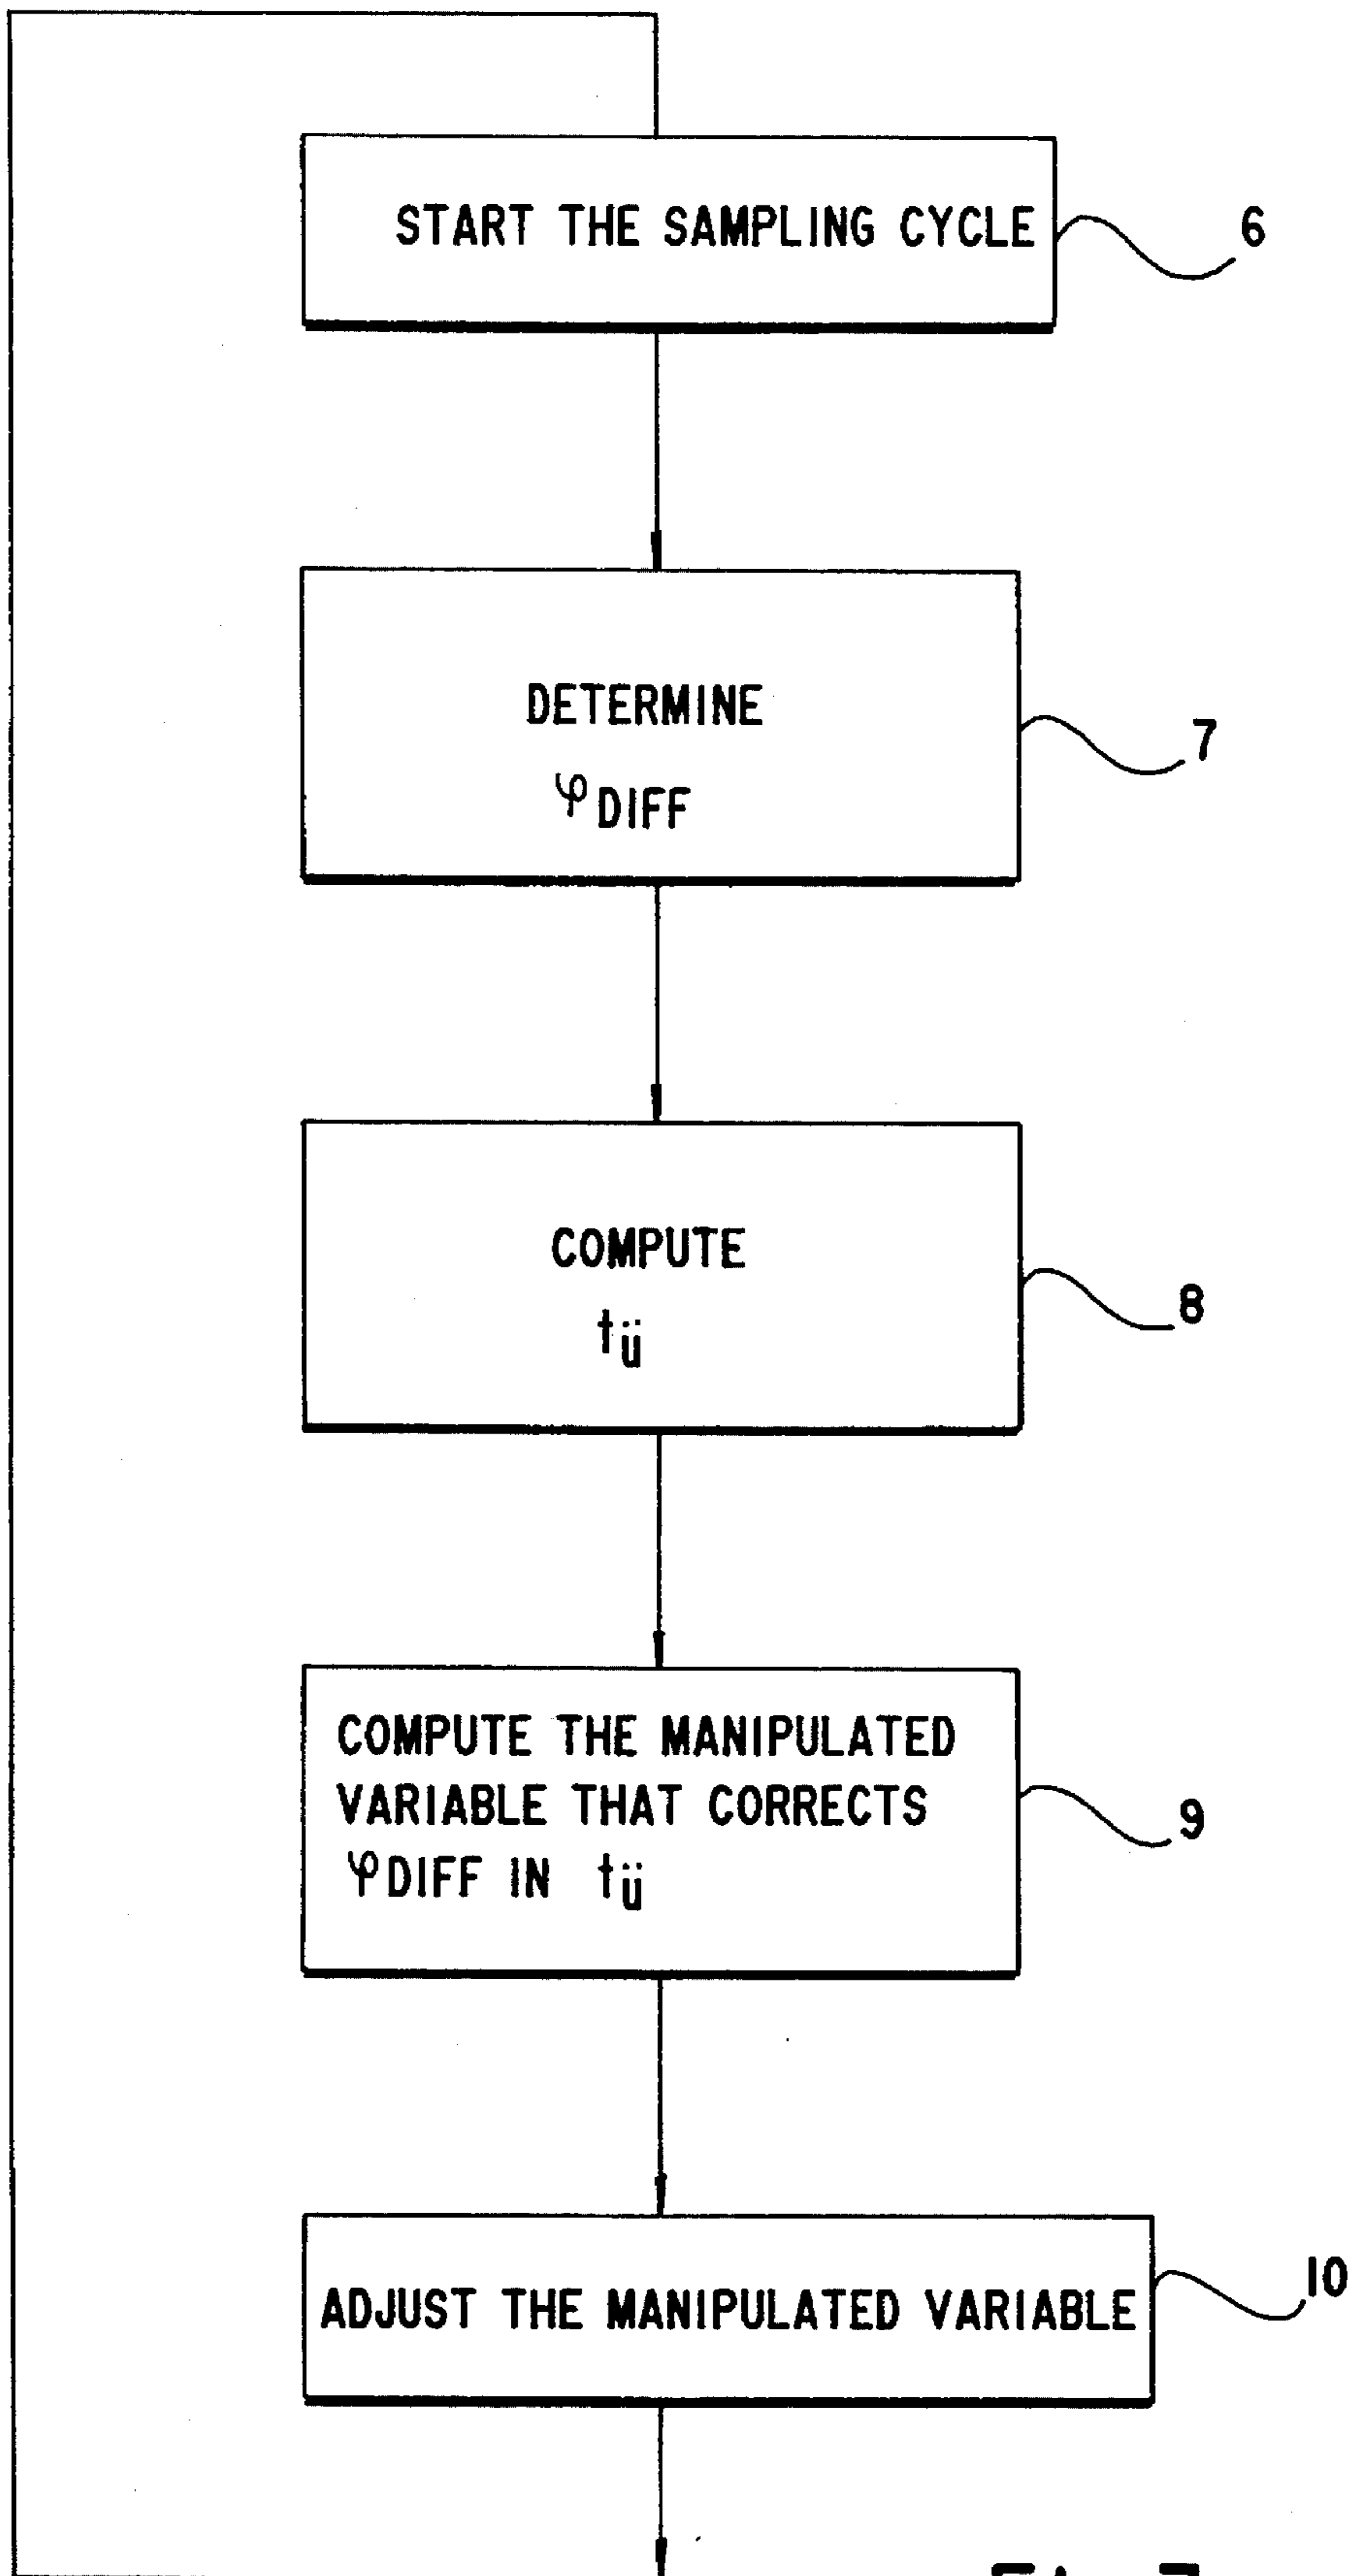 START THE SAMPLING CYCLE
6
DETERMINE
φDIFF
7
COMPUTE
tü
8
COMPUTE THE MANIPULATED
VARIABLE THAT CORRECTS
φDIFF IN tü
9
ADJUST THE MANIPULATED VARIABLE
10